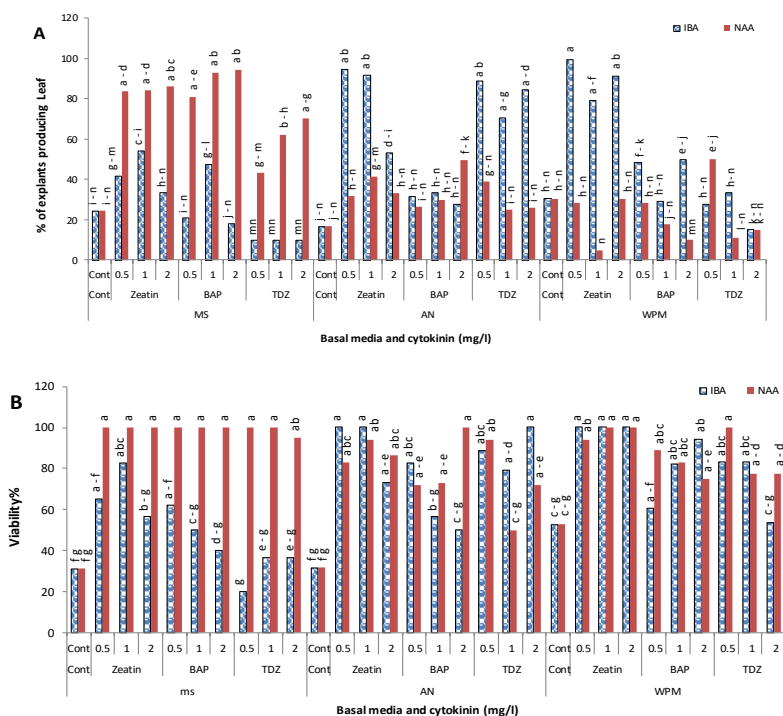 A
IBA NAA
% of explants producing Leaf
120
100
80
60
40
20
0
i - n i - n g - m a - d c - i a - d h - n a b c i - n a - e g - l a b j - n a b m n g - m m n b - h m n a - g
j - n j - n a b h - n a b g - m d - i h - n h - n i - n h - n h - n h - n f - k a b g - n a - g i - n a - d i - n
h - n h - n a h - n a - f n a b h - n f - k h - n h - n j - n e - j m n h - n e - j h - n l - n k - n k - n
Cont 0.5 1 2 0.5 1 2 0.5 1 2 Cont 0.5 1 2 0.5 1 2 0.5 1 2 Cont 0.5 1 2 0.5 1 2 0.5 1 2
Cont Zeatin BAP TDZ Cont Zeatin BAP TDZ Cont Zeatin BAP TDZ
MS AN WPM
Basal media and cytokinin (mg/l)
B
IBA NAA
Viability%
120
100
80
60
40
20
0
f g f g a - f a a b c a b - g a a - f a c - g a d - g a g a e - g a e - g a b
f g f g a a b c a a b a - e a b c a b c a - e b - g a - e c - g a a b a b a - d c - g a a - e
c - g c - g a a b a a a a a - f a b c a b c a b c a b a - e a b c a a b c a - d c - g a - d
Cont 0.5 1 2 0.5 1 2 0.5 1 2 Cont 0.5 1 2 0.5 1 2 0.5 1 2 Cont 0.5 1 2 0.5 1 2 0.5 1 2
Cont Zeatin BAP TDZ Cont Zeatin BAP TDZ Cont Zeatin BAP TDZ
ms AN WPM
Basal media and cytokinin (mg/l)